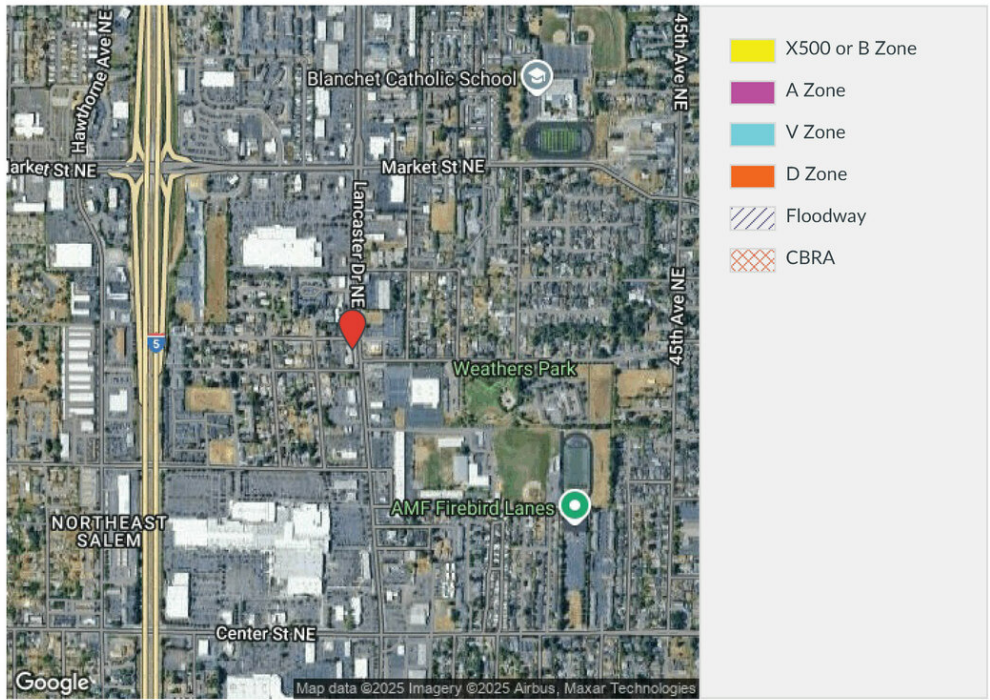 Hawthorne Ave NE
45th Ave NE
Blanchet Catholic School
arket St NE
Market St NE
Lancaster Dr NE
45th Ave NE
5
Weathers Park
AMF Firebird Lanes
NORTHEAST
SALEM
Center St NE
Google
Map data ©2025 Imagery ©2025 Airbus, Maxar Technologies
X500 or B Zone
A Zone
V Zone
D Zone
Floodway
CBRA